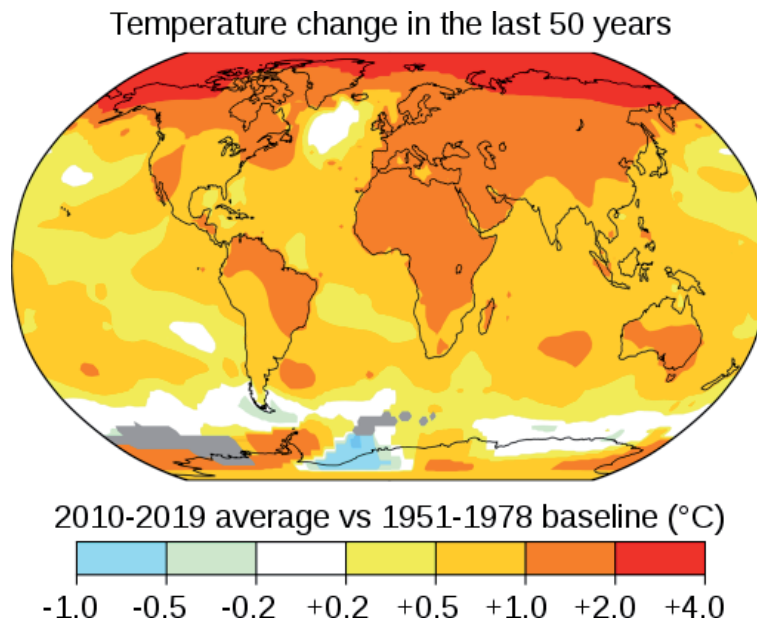 Temperature change in the last 50 years
2010-2019 average vs 1951-1978 baseline (°C)
-1.0 -0.5 -0.2 +0.2 +0.5 +1.0 +2.0 +4.0